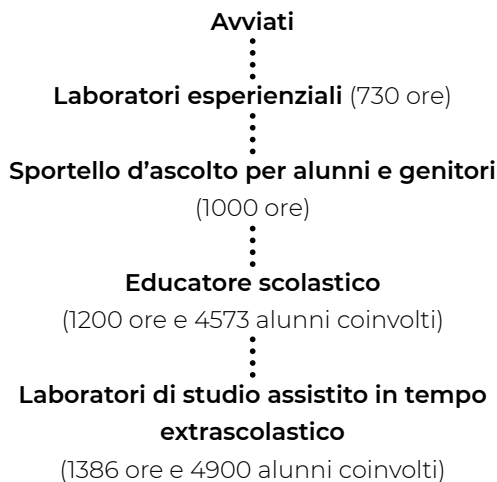 Avviati
Laboratori esperienziali (730 ore)
Sportello d’ascolto per alunni e genitori
(1000 ore)
Educatore scolastico
(1200 ore e 4573 alunni coinvolti)
Laboratori di studio assistito in tempo
extrascolastico
(1386 ore e 4900 alunni coinvolti)